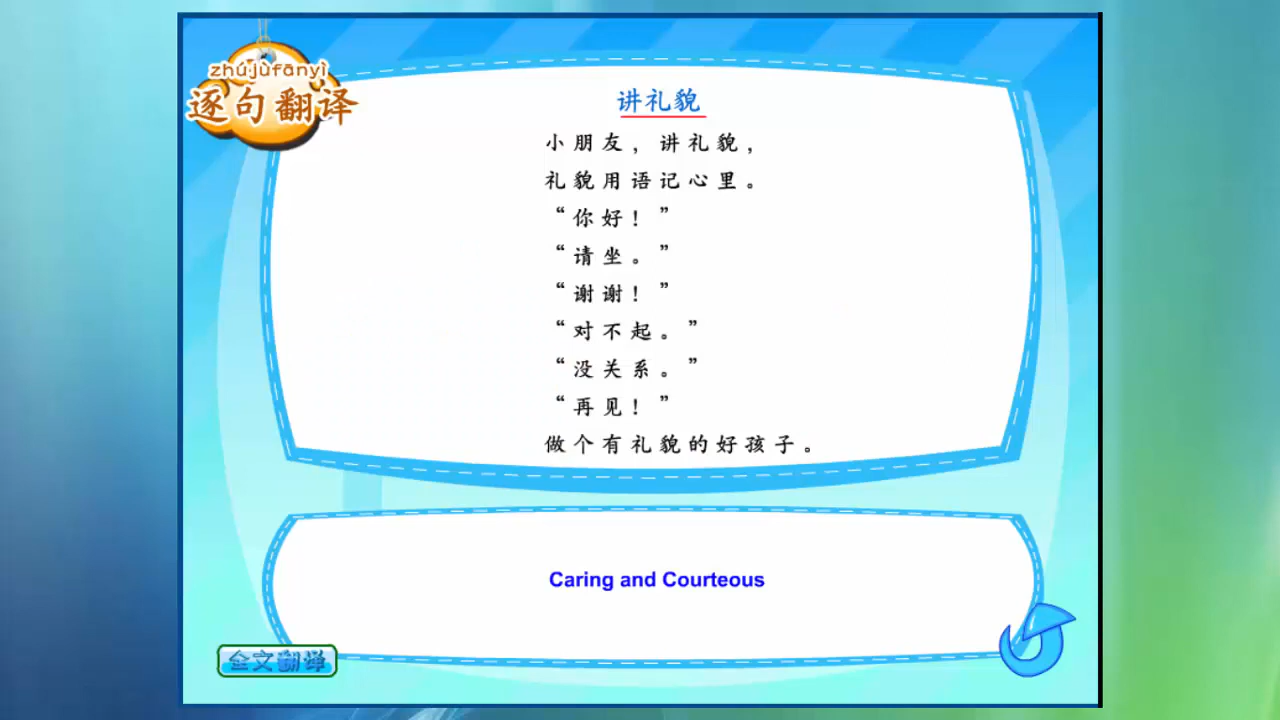 zhújùfānyì
逐句翻译
讲礼貌
小朋友，讲礼貌，
礼貌用语记心里。
“你好！”
“请坐。”
“谢谢！”
“对不起。”
“没关系。”
“再见！”
做个有礼貌的好孩子。
Caring and Courteous
全文翻译